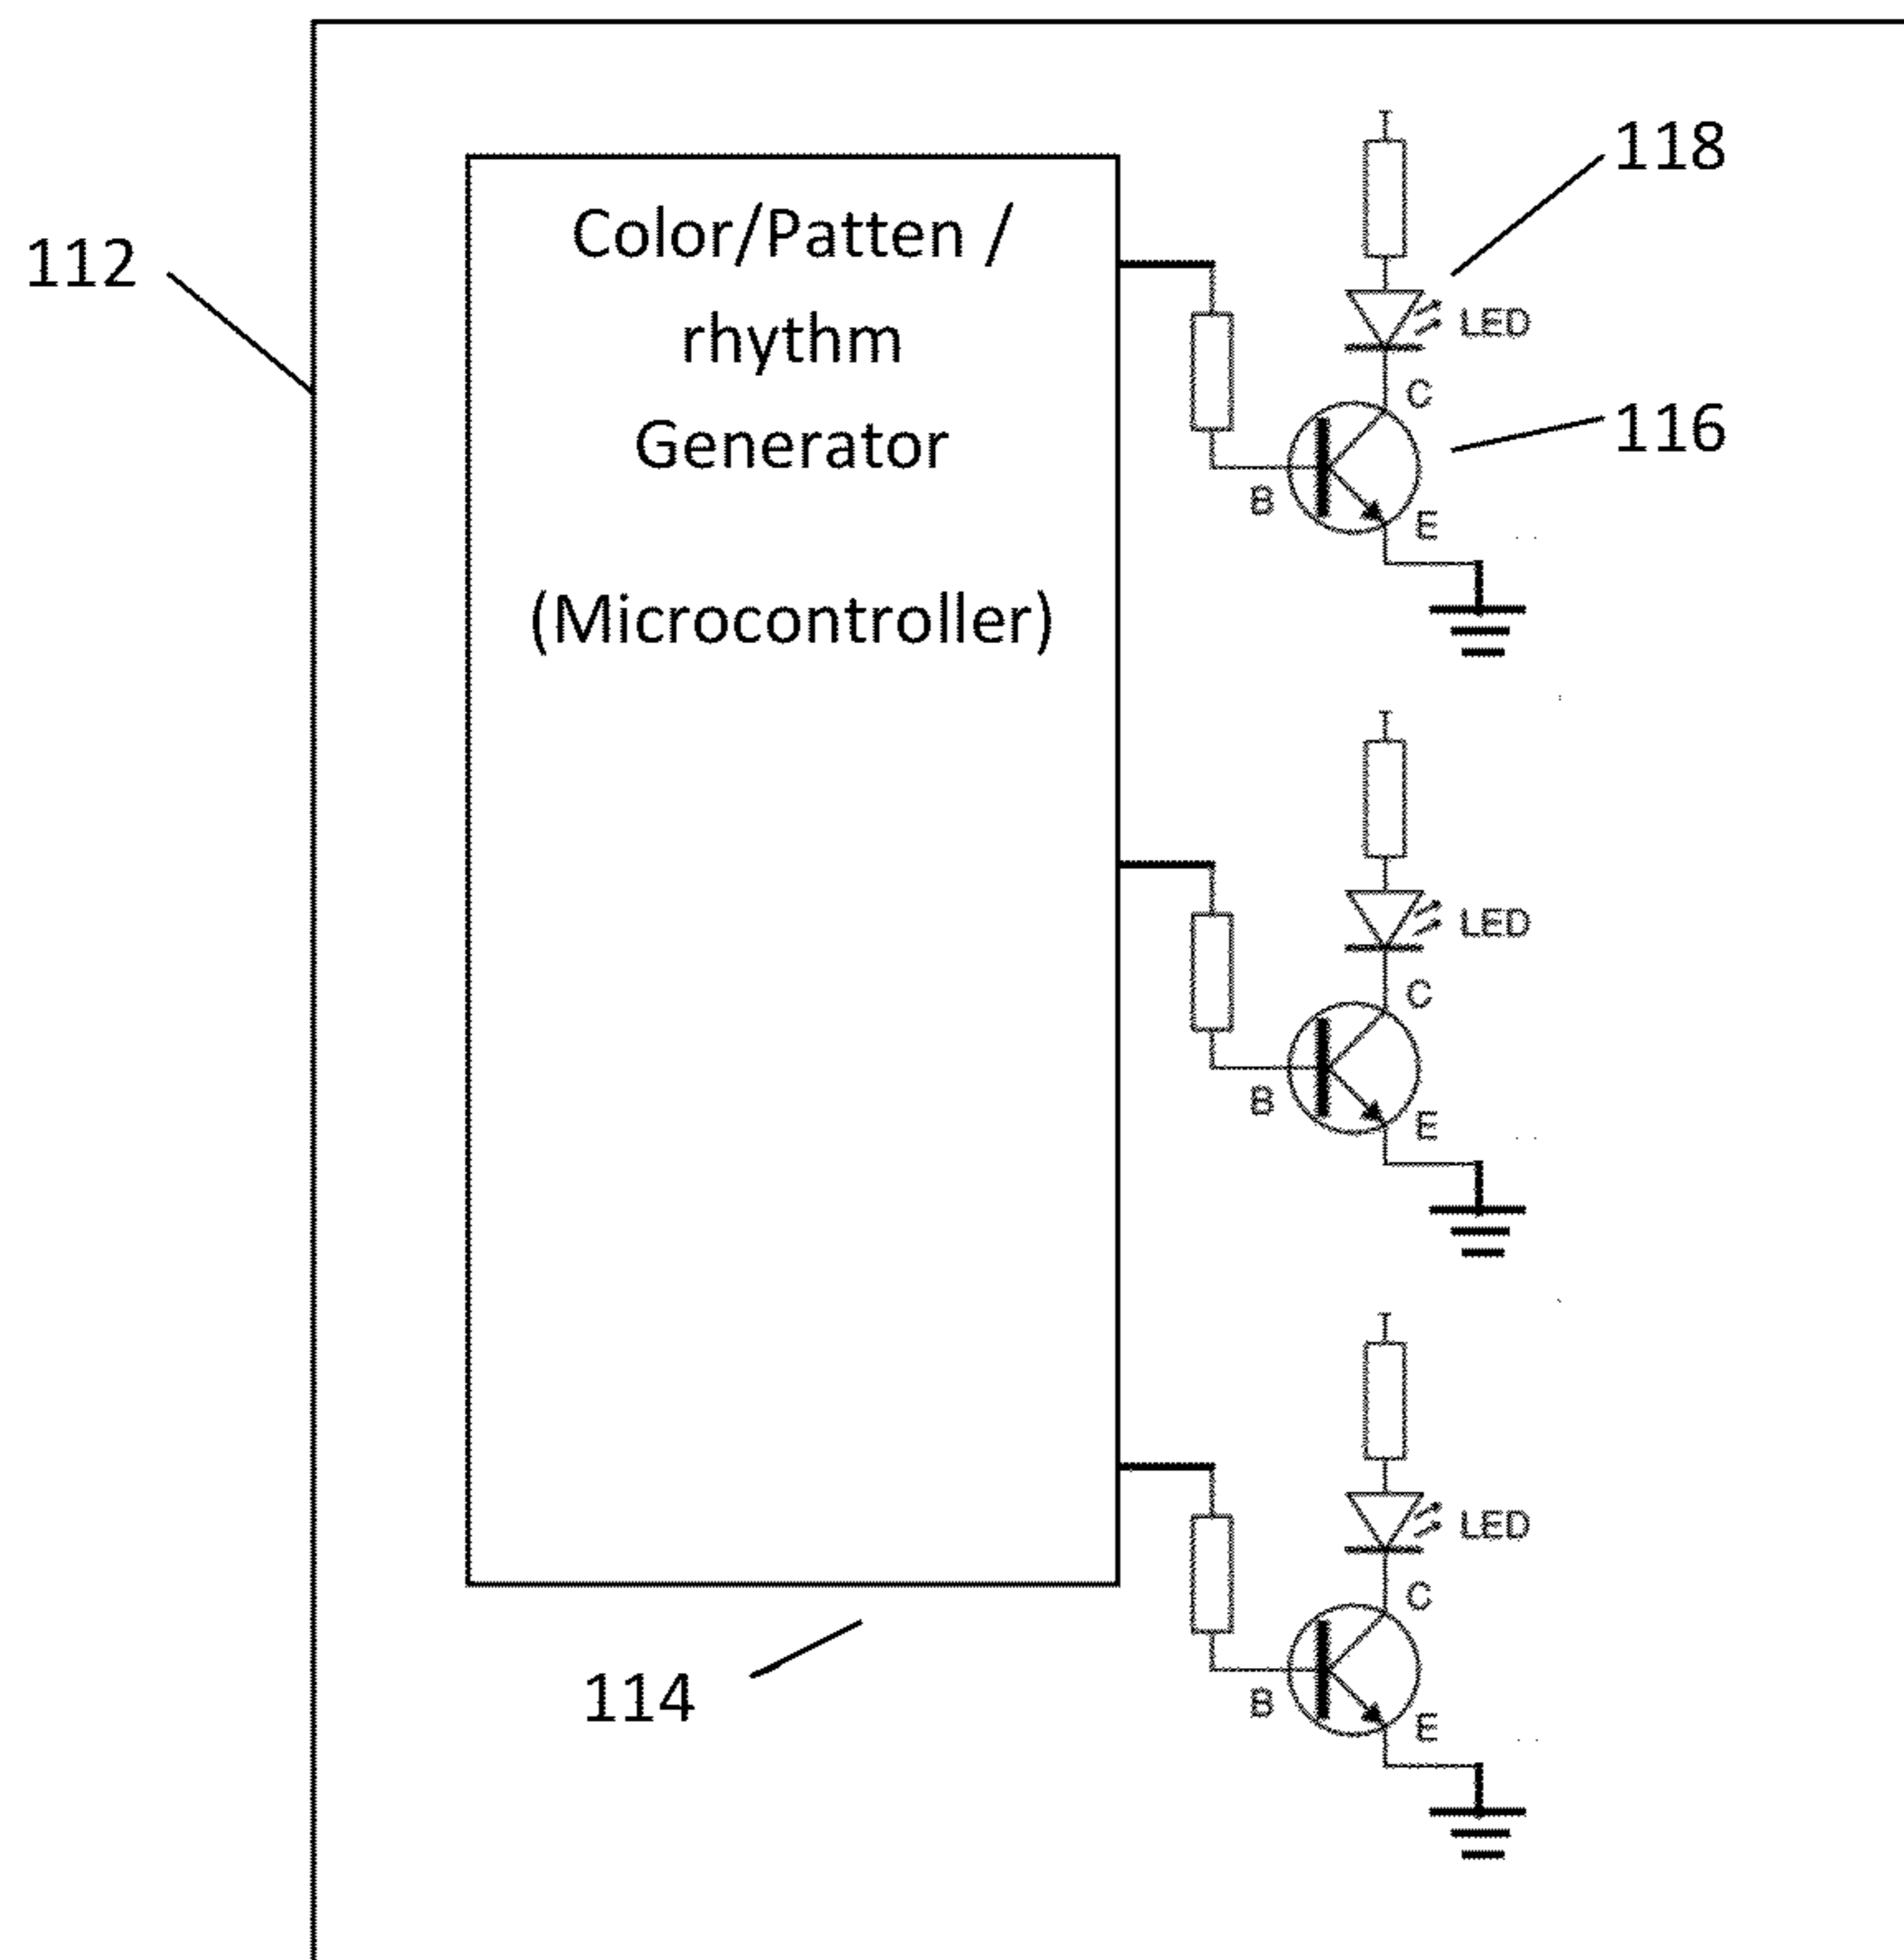 112
Color/Patten /
rhythm
Generator
(Microcontroller)
118
LED
C
116
B
E
LED
C
B
E
LED
C
B
E
114